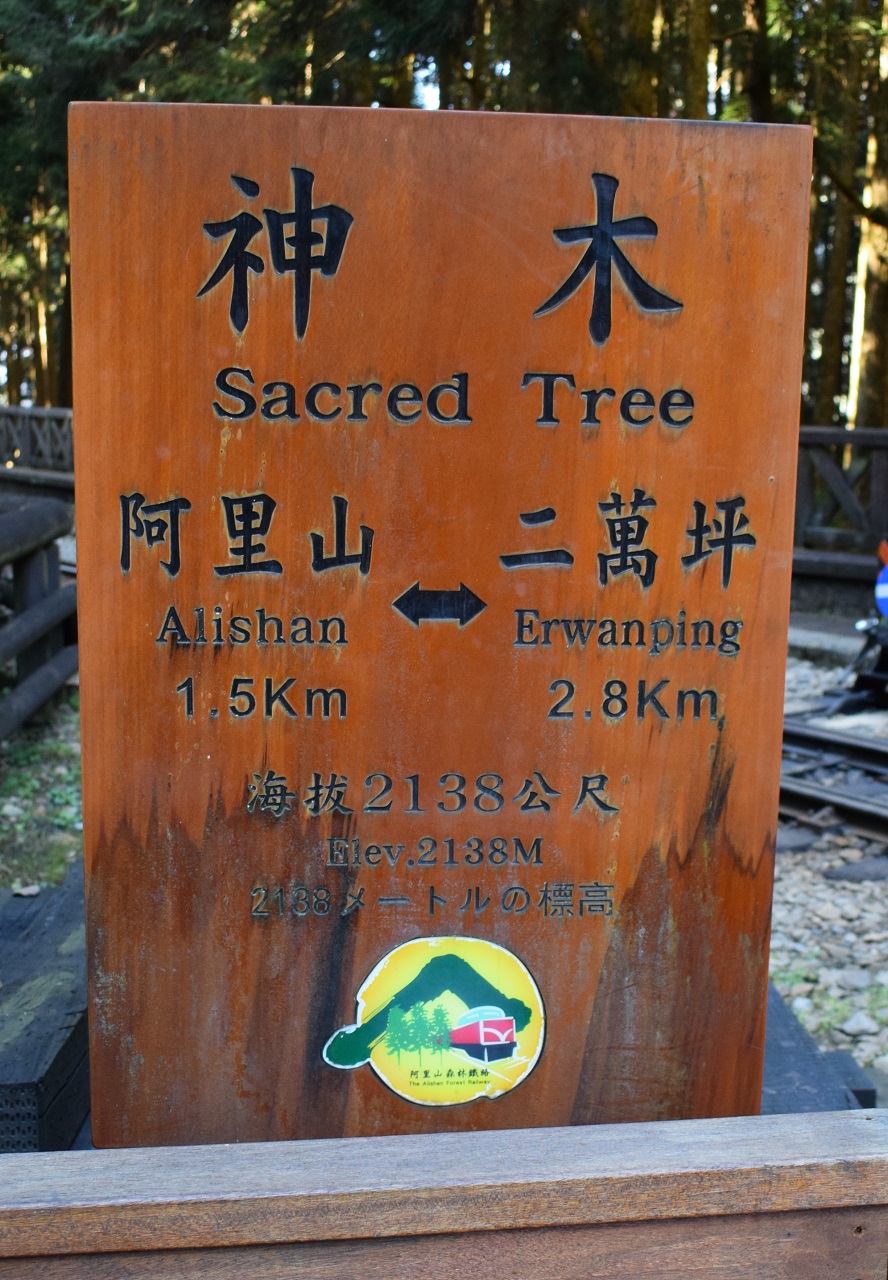 神 木
Sacred Tree
阿里山 二萬坪
Alishan Erwanping
1.5Km 2.8Km
海拔2138公尺
Elev.2138M
2138メートルの標高
阿里山森林鐵路
The Alishan Forest Railway